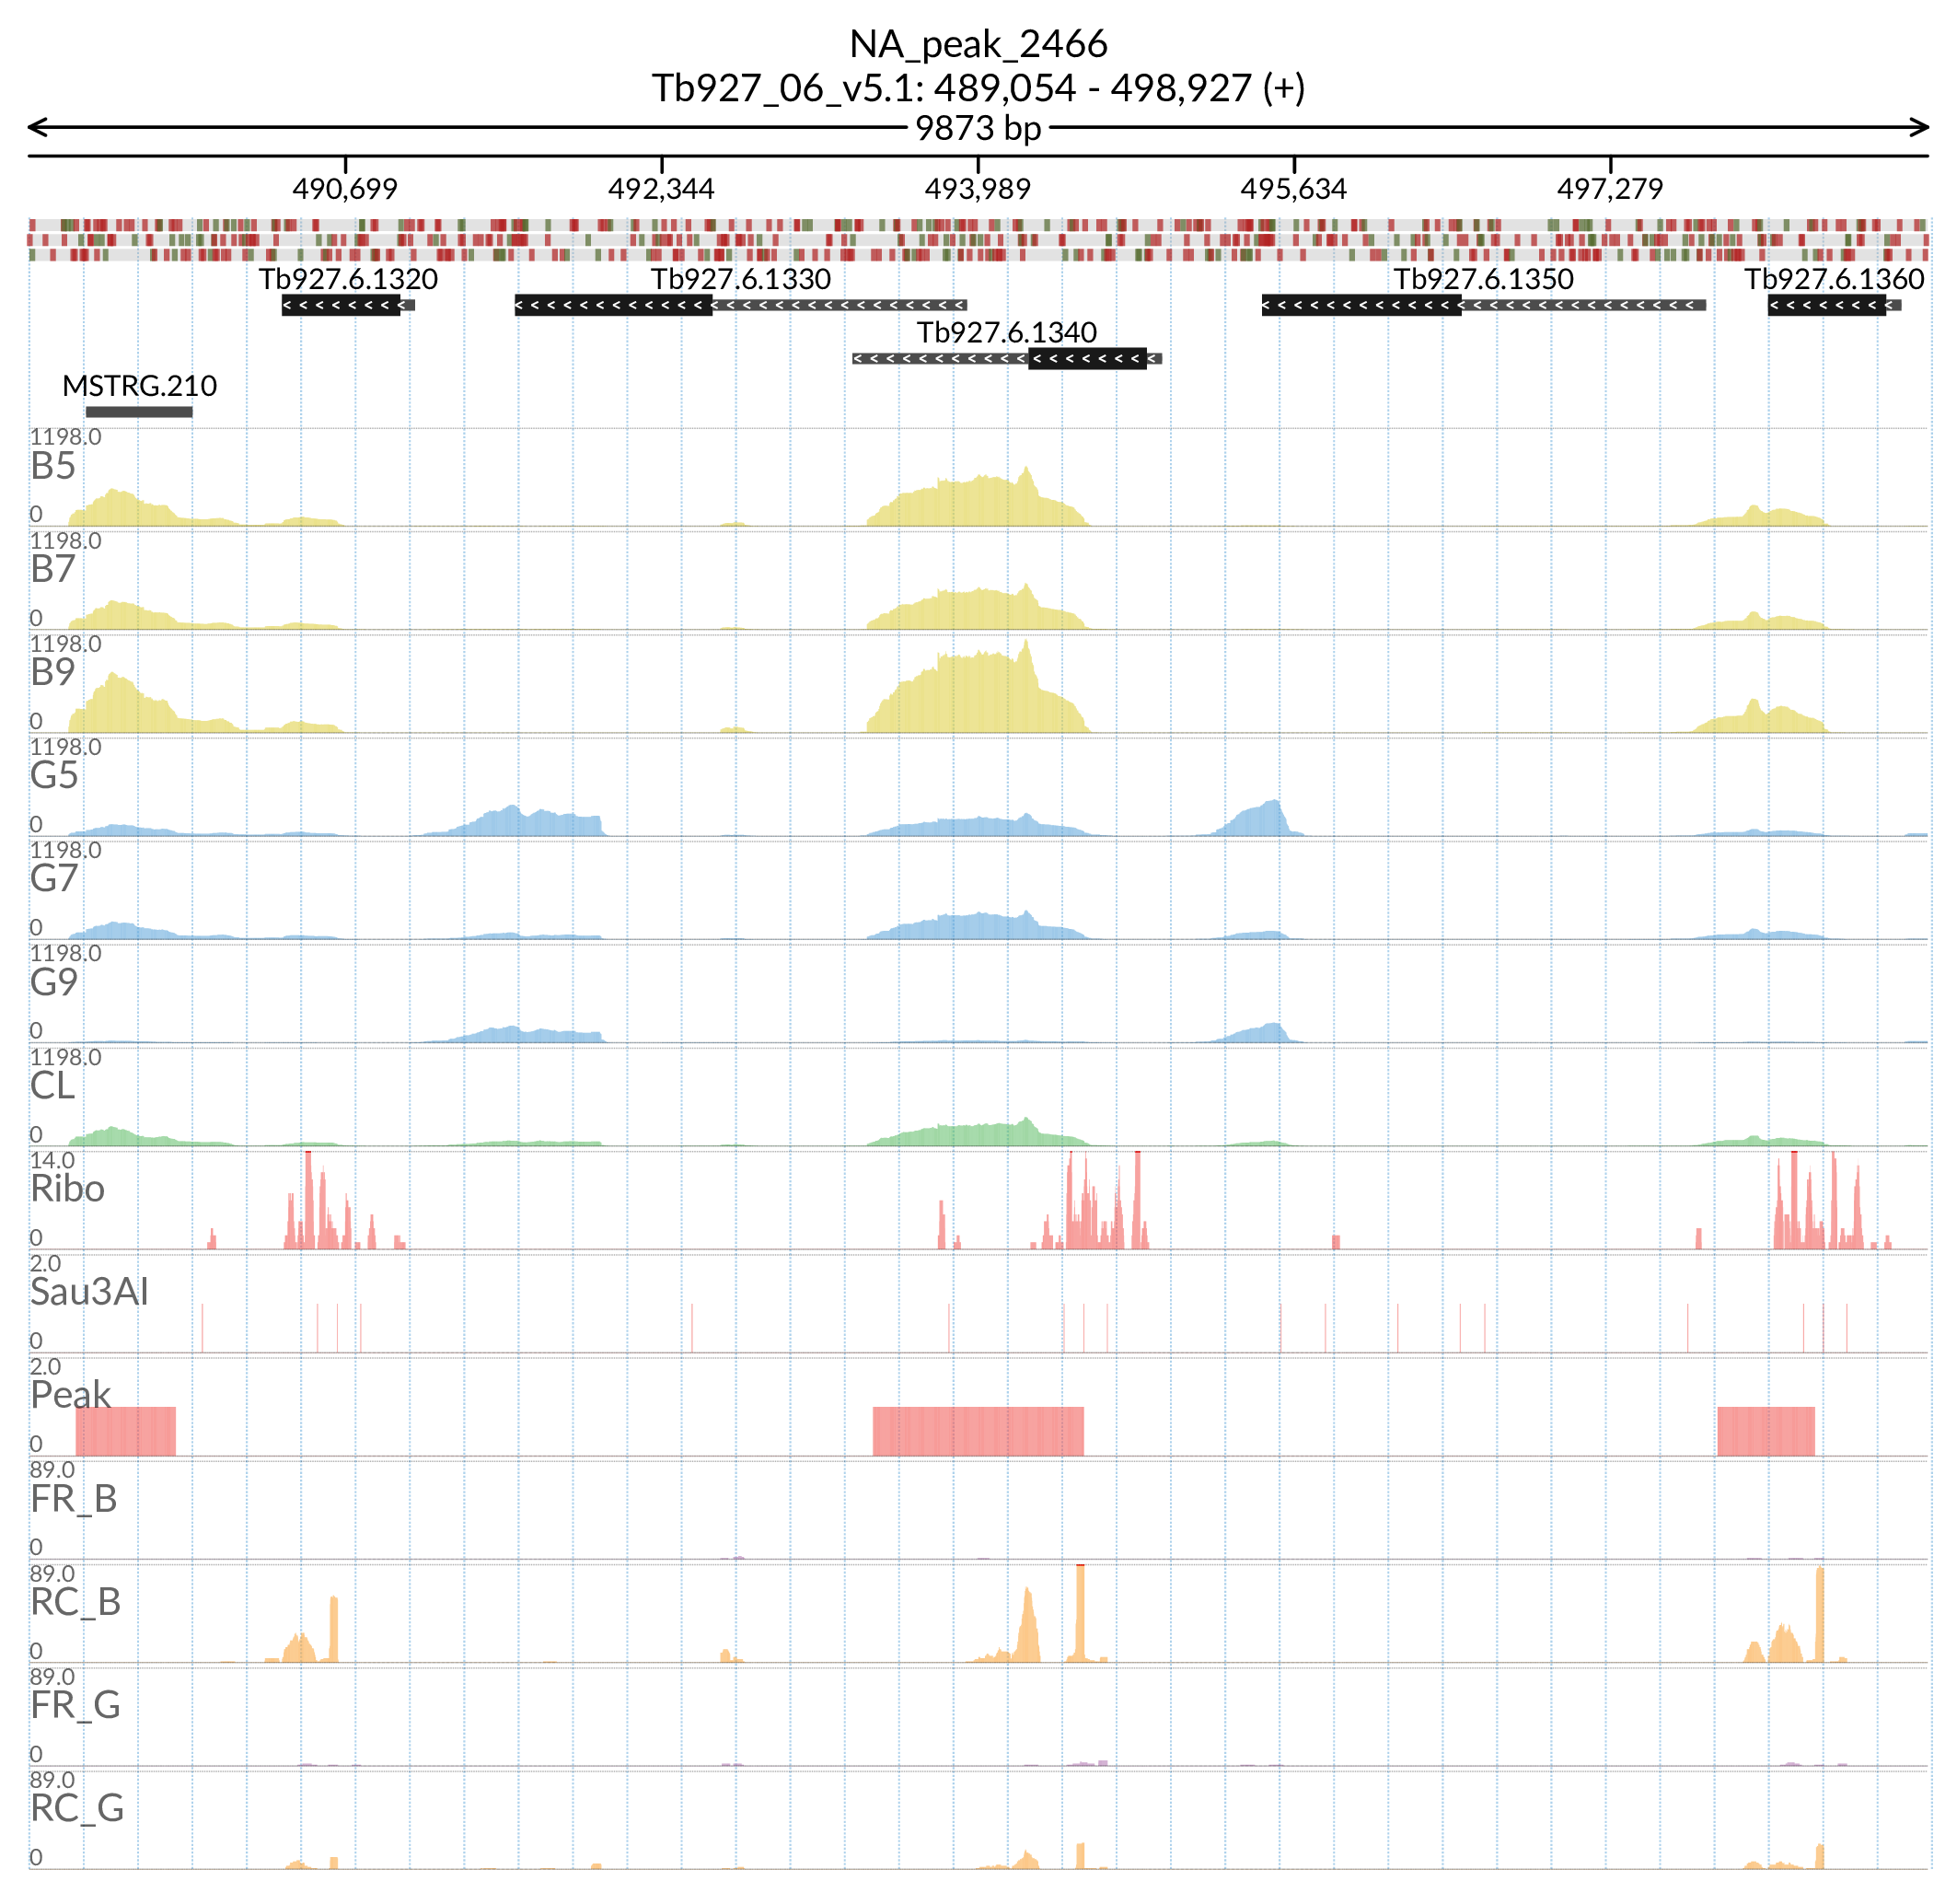 NA_peak_2466
Tb927_06_v5.1: 489,054 - 498,927 (+)
9873 bp
490,699 492,344 493,989 495,634 497,279
Tb927.6.1320 Tb927.6.1330 Tb927.6.1350 Tb927.6.1360
Tb927.6.1340
MSTRG.210
1198.0
B5
0
1198.0
B7
0
1198.0
B9
0
1198.0
G5
0
1198.0
G7
0
1198.0
G9
0
1198.0
CL
0
14.0
Ribo
0
2.0
Sau3AI
0
2.0
Peak
0
89.0
FR_B
0
89.0
RC_B
0
89.0
FR_G
0
89.0
RC_G
0